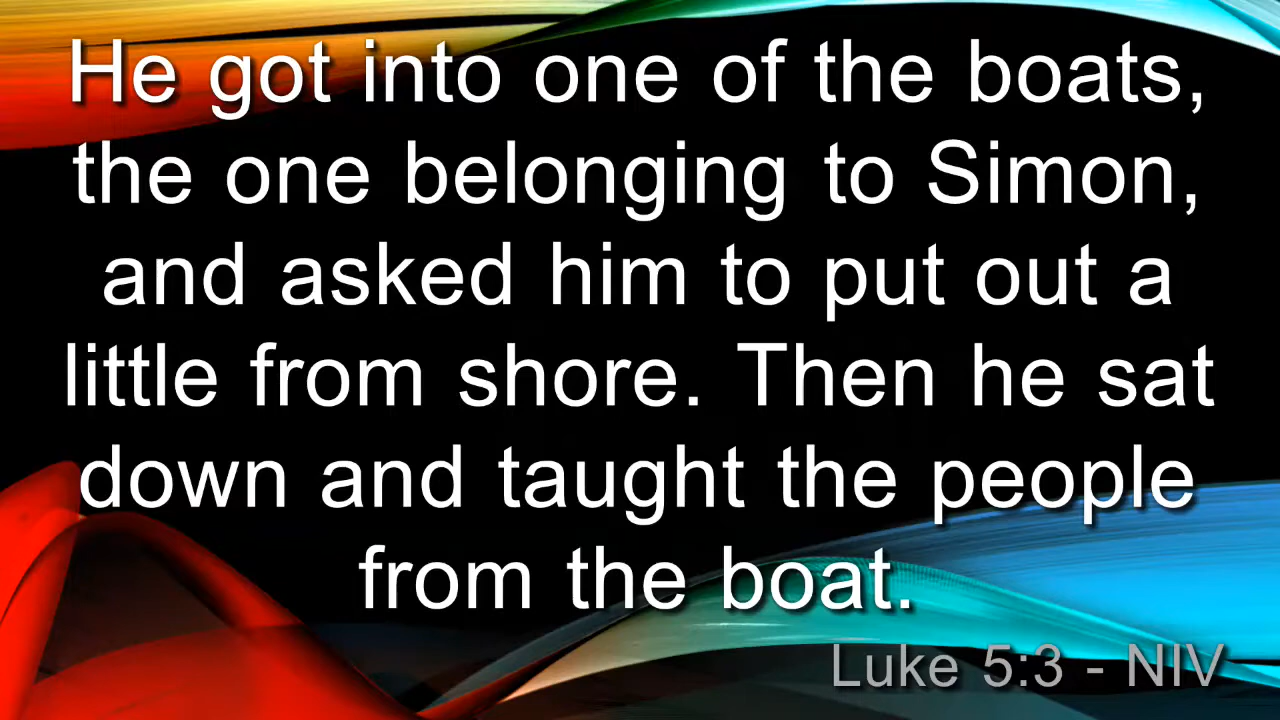 He got into one of the boats,
the one belonging to Simon,
and asked him to put out a
little from shore. Then he sat
down and taught the people
from the boat.
Luke 5:3 - NIV